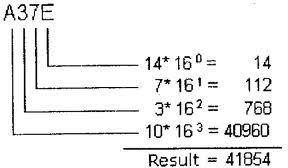 A37E
14* 16⁰ = 14
7* 16¹ = 112
3* 16² = 768
10* 16³ = 40960
Result = 41854